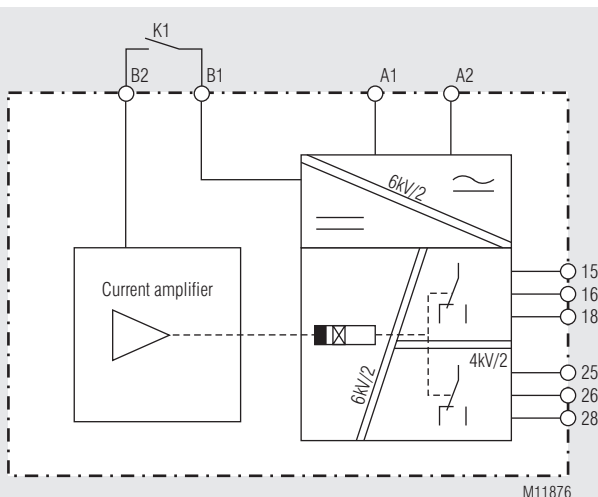 K1
B2 B1 A1 A2
6kV/2
Current amplifier
15
16
18
4kV/2
6kV/2
25
26
28
M11876